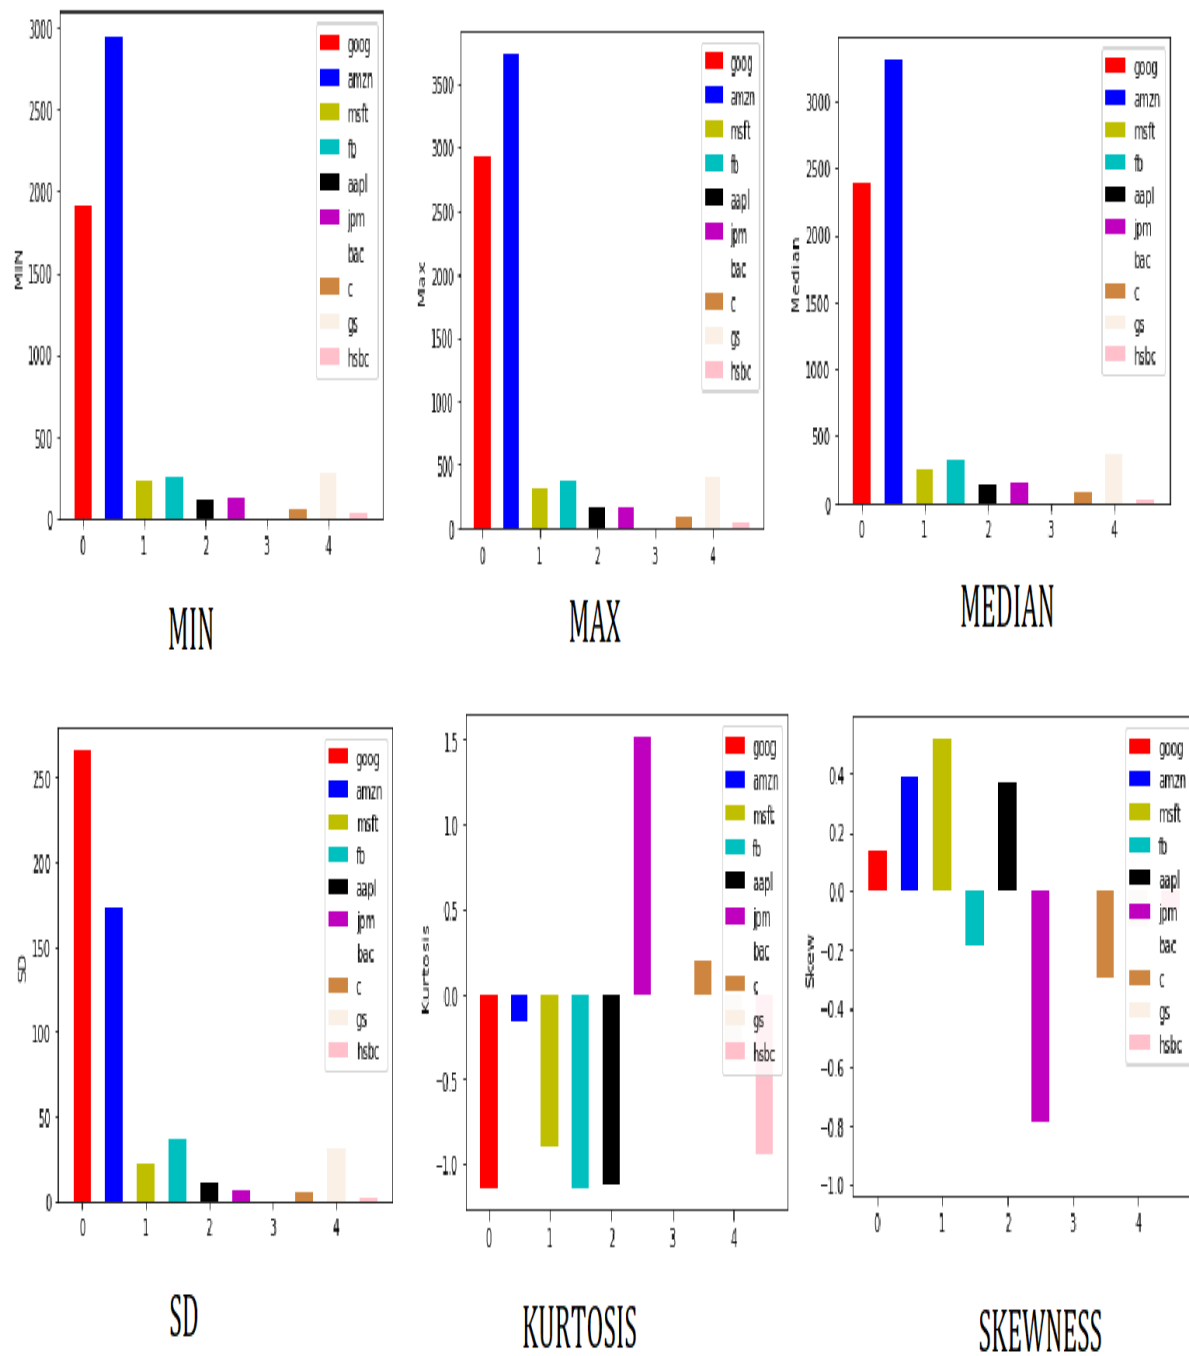 3000
2500
2000
1500
1000
500
0
MIN
0 1 2 3 4
goog
amzn
msft
fb
aapl
jpm
bac
c
gs
hsbc
MIN
3500
3000
2500
2000
1500
1000
500
0
Max
0 1 2 3 4
goog
amzn
msft
fb
aapl
jpm
bac
c
gs
hsbc
MAX
3000
2500
2000
1500
1000
500
0
Median
0 1 2 3 4
goog
amzn
msft
fb
aapl
jpm
bac
c
gs
hsbc
MEDIAN
250
200
150
100
50
0
SD
0 1 2 3 4
goog
amzn
msft
fb
aapl
jpm
bac
c
gs
hsbc
SD
1.5
1.0
0.5
0.0
−0.5
−1.0
Kurtosis
0 1 2 3 4
goog
amzn
msft
fb
aapl
jpm
bac
c
gs
hsbc
KURTOSIS
0.4
0.2
0.0
−0.2
−0.4
−0.6
−0.8
−1.0
Skew
0 1 2 3 4
goog
amzn
msft
fb
aapl
jpm
bac
c
gs
hsbc
SKEWNESS